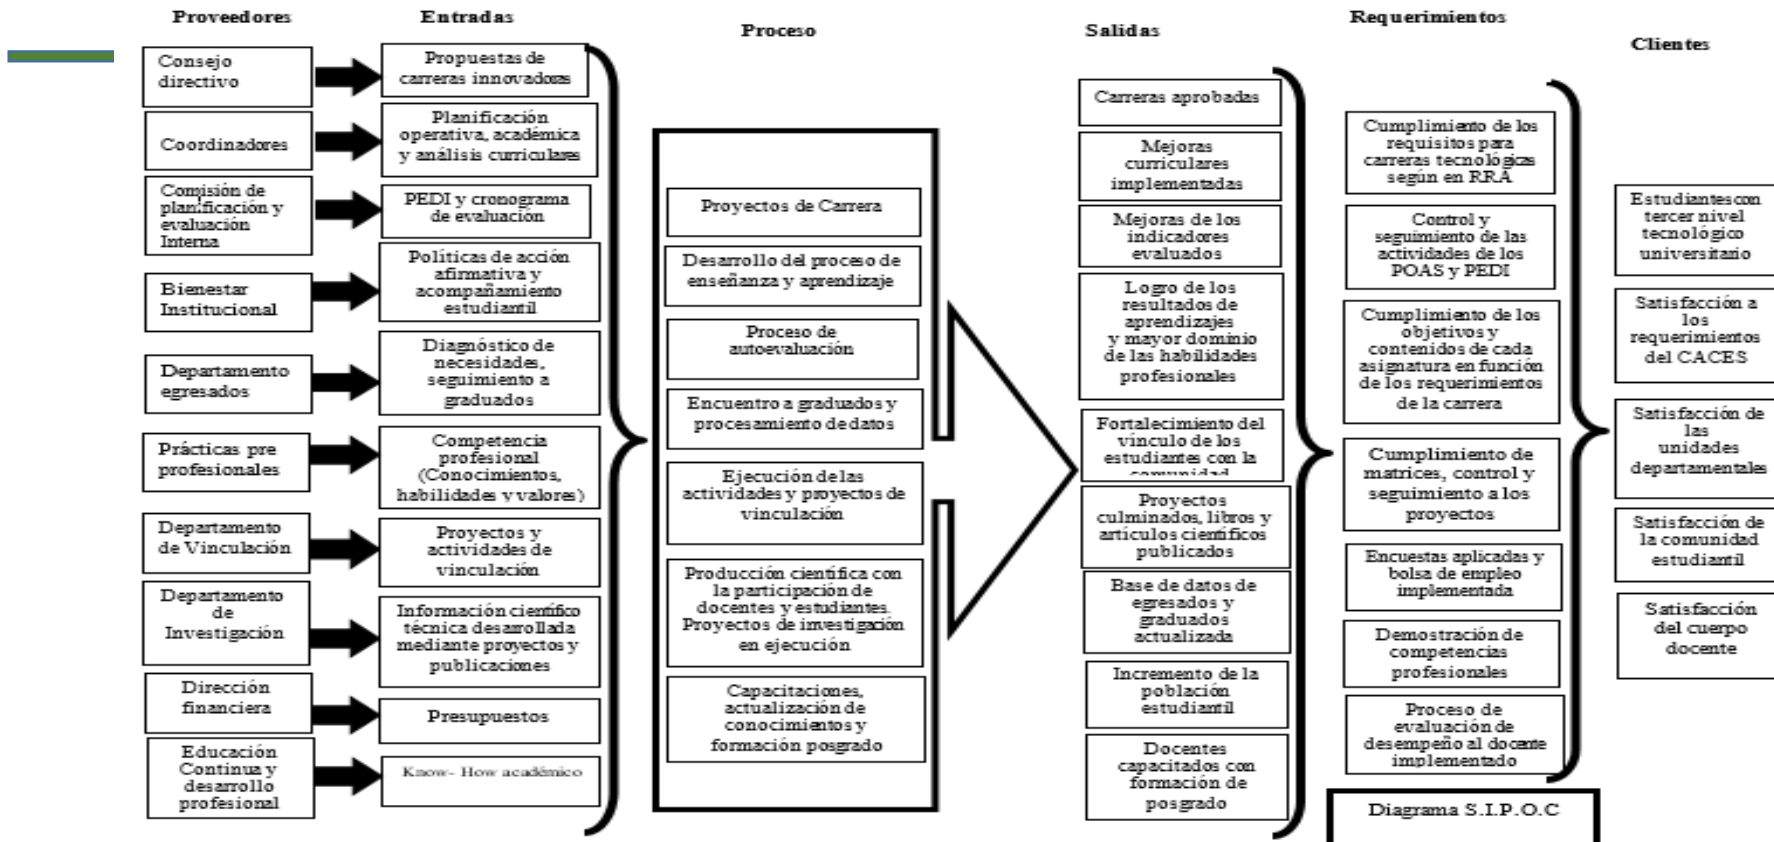 Proveedores
Entradas
Proceso
Salidas
Requerimientos
Clientes
Consejo
directivo
Coordinadores
Comisión de
planificación y
evaluación
Interna
Bienestar
Institucional
Departamento
egresados
Prácticas pre
profesionales
Departamento
de Vinculación
Departamento
de
Investigación
Dirección
financiera
Educación
Continua y
desarrollo
profesional
Propuestas de
carreras innovadoras
Planificación
operativa, académica
y análisis curriculares
PEDI y cronograma
de evaluación
Políticas de acción
afirmativa y
acompañamiento
estudiantil
Diagnóstico de
necesidades,
seguimiento a
graduados
Competencia
profesional
(Conocimientos,
habilidades y valores)
Proyectos y
actividades de
vinculación
Información científico
técnica desarrollada
mediante proyectos y
publicaciones
Presupuestos
Know- How académico
Proyectos de Carrera
Desarrollo del proceso de
enseñanza y aprendizaje
Proceso de
autoevaluación
Encuentro a graduados y
procesamiento de datos
Ejecución de las
actividades y proyectos de
vinculación
Producción científica con
la participación de
docentes y estudiantes.
Proyectos de investigación
en ejecución
Capacitaciones,
actualización de
conocimientos y
formación posgrado
Carreras aprobadas
Mejoras
curriculares
implementadas
Mejoras de los
indicadores
evaluados
Logro de los
resultados de
aprendizajes
y mayor dominio
de las habilidades
profesionales
Fortalecimiento del
vínculo de los
estudiantes con la
comunidad
Proyectos
culminados, libros y
artículos científicos
publicados
Base de datos de
egresados y
graduados
actualizada
Incremento de la
población
estudiantil
Docentes
capacitados con
formación de
posgrado
Cumplimiento de los
requisitos para
carreras tecnológicas
según en RRA
Control y
seguimiento de las
actividades de los
POAS y PEDI
Cumplimiento de los
objetivos y
contenidos de cada
asignatura en función
de los requerimientos
de la carrera
Cumplimiento de
matrices, control y
seguimiento a los
proyectos
Encuestas aplicadas y
bolsa de empleo
implementada
Demostración de
competencias
profesionales
Proceso de
evaluación de
desempeño al docente
implementado
Diagrama S.I.P.O.C
Estudiantes con
tercer nivel
tecnológico
universitario
Satisfacción a
los
requerimientos
del CACES
Satisfacción de
las
unidades
departamentales
Satisfacción de
la comunidad
estudiantil
Satisfacción
del cuerpo
docente